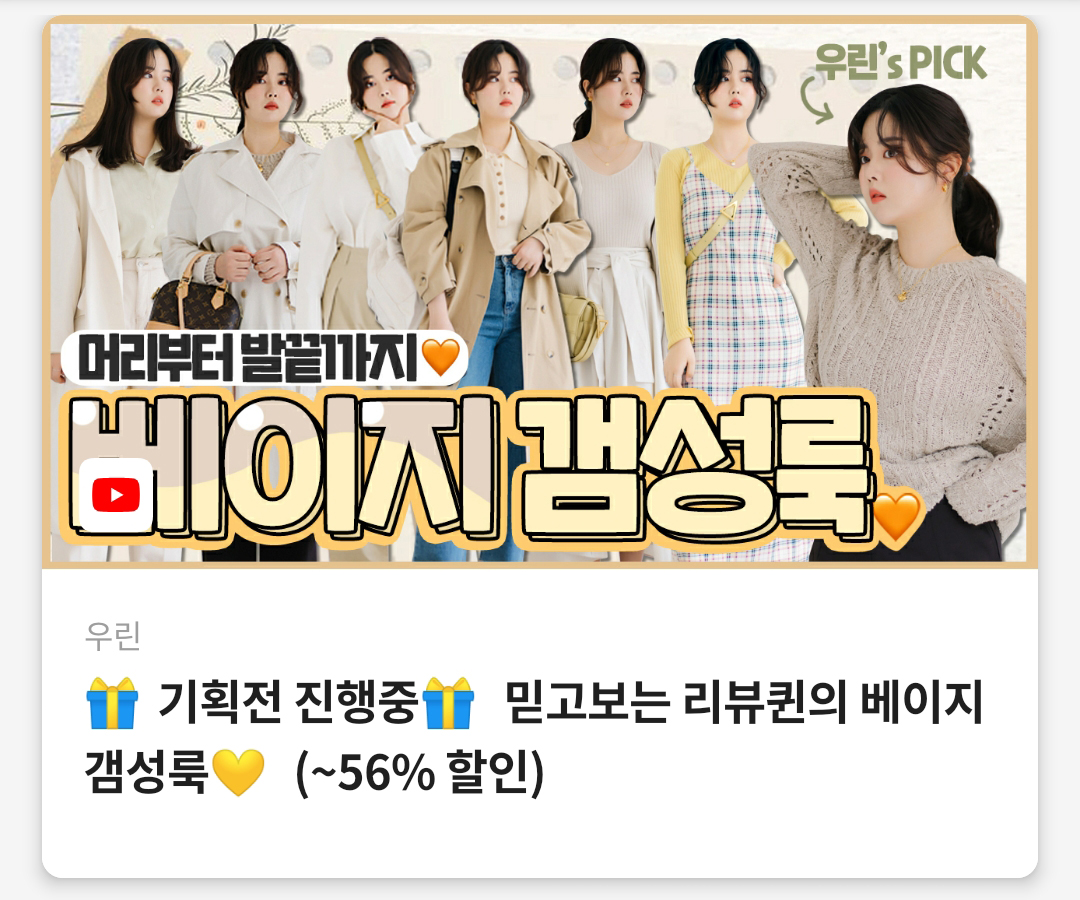 우린's PICK
머리부터 발끝까지🧡
베이지 갬성룩🧡
우린
🎁 기획전 진행중🎁 믿고보는 리뷰퀸의 베이지
갬성룩💛 (~56% 할인)